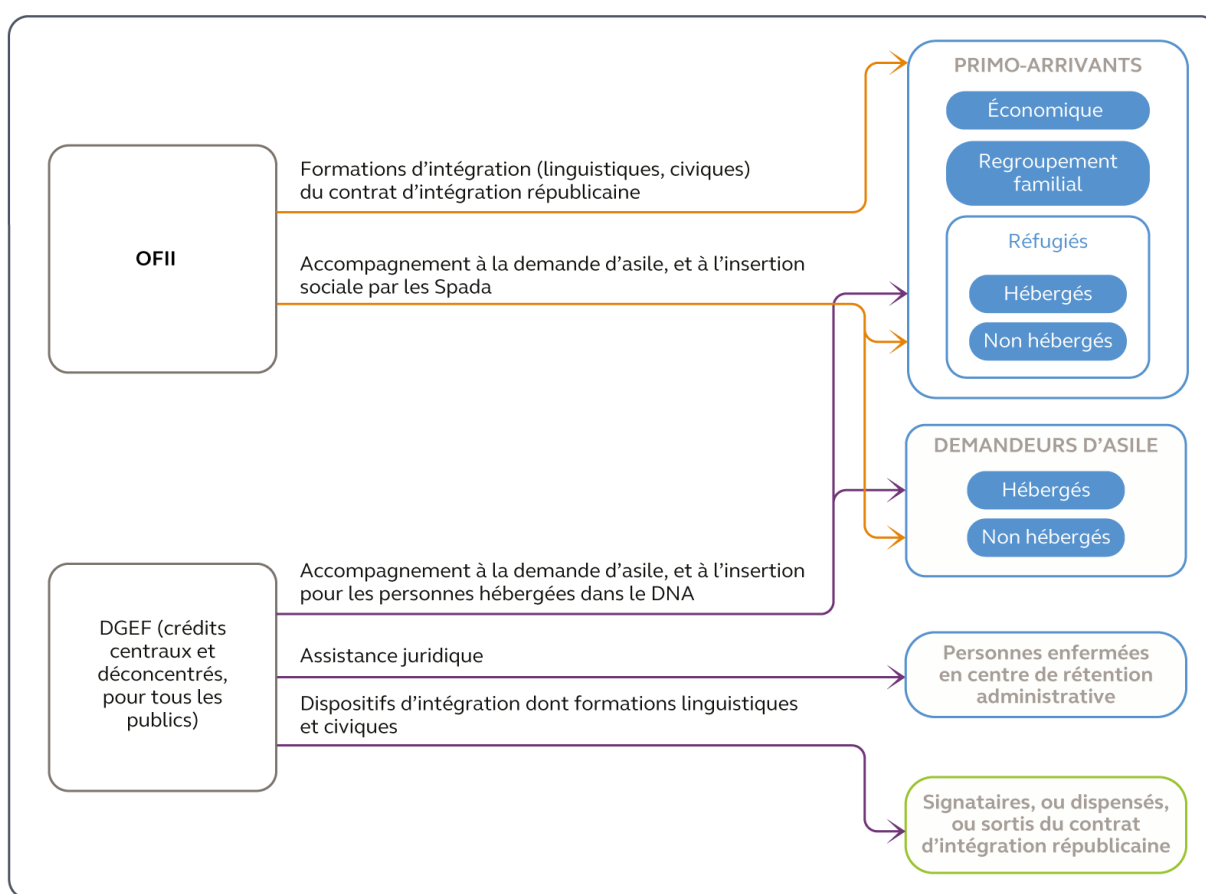 OFII
Formations d’intégration (linguistiques, civiques)
du contrat d’intégration républicaine
Accompagnement à la demande d’asile, et à l’insertion
sociale par les Spada
PRIMO-ARRIVANTS
Économique
Regroupement
familial
Réfugiés
Hébergés
Non hébergés
DEMANDEURS D’ASILE
Hébergés
Non hébergés
DGEF (crédits
centraux et
déconcentrés,
pour tous les
publics)
Accompagnement à la demande d’asile, et à l’insertion
pour les personnes hébergées dans le DNA
Assistance juridique
Dispositifs d’intégration dont formations linguistiques
et civiques
Personnes enfermées
en centre de rétention
administrative
Signataires, ou dispensés,
ou sortis du contrat
d’intégration républicaine